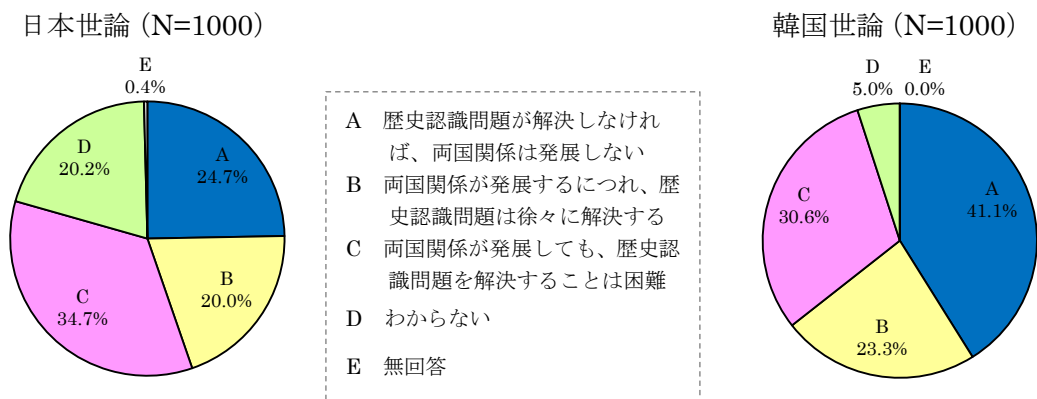 日本世論（N=1000）
E
0.4%
D
20.2%
A
24.7%
B
20.0%
C
34.7%
A 歴史認識問題が解決しなけれ
ば、両国関係は発展しない
B 両国関係が発展するにつれ、歴
史認識問題は徐々に解決する
C 両国関係が発展しても、歴史認
識問題を解決することは困難
D わからない
E 無回答
韓国世論（N=1000）
D
5.0%
E
0.0%
C
30.6%
A
41.1%
B
23.3%